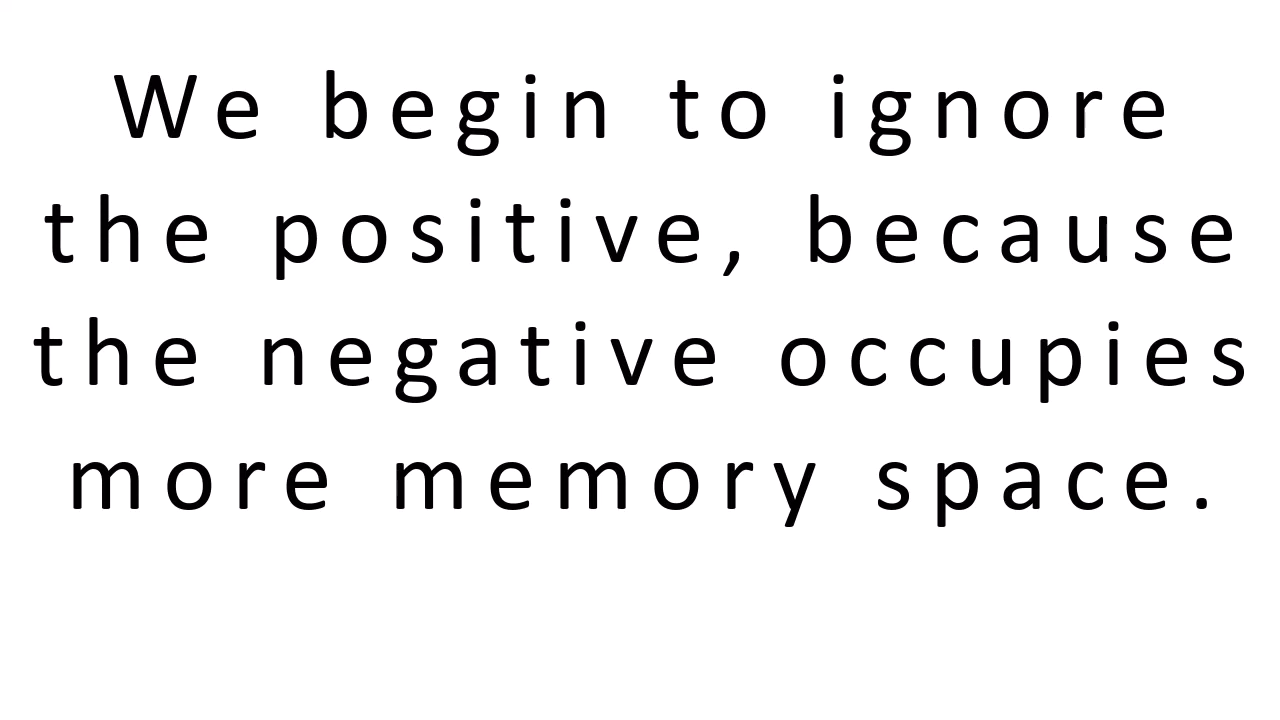 We begin to ignore
the positive, because
the negative occupies
more memory space.